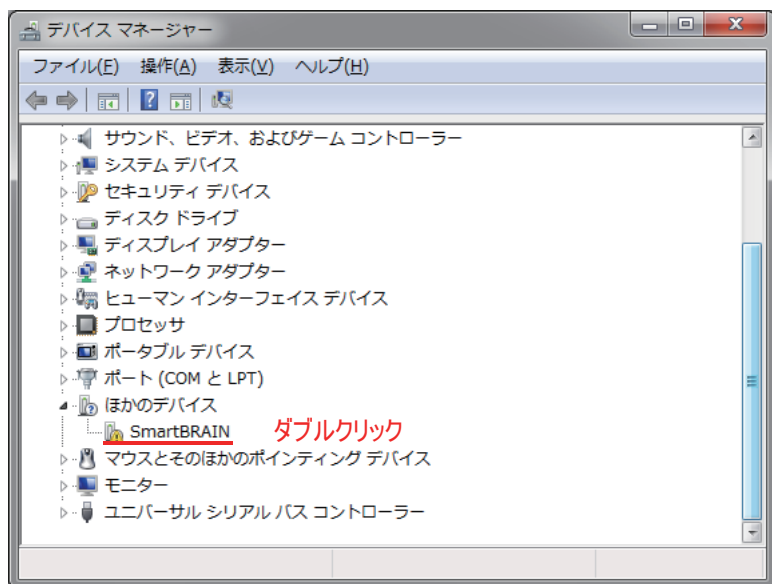 デバイス マネージャー
ファイル(F) 操作(A) 表示(V) ヘルプ(H)
サウンド、ビデオ、およびゲーム コントローラー
システム デバイス
セキュリティ デバイス
ディスク ドライブ
ディスプレイ アダプター
ネットワーク アダプター
ヒューマン インターフェイス デバイス
プロセッサ
ポータブル デバイス
ポート (COM と LPT)
ほかのデバイス
SmartBRAIN ダブルクリック
マウスとそのほかのポインティング デバイス
モニター
ユニバーサル シリアル バス コントローラー